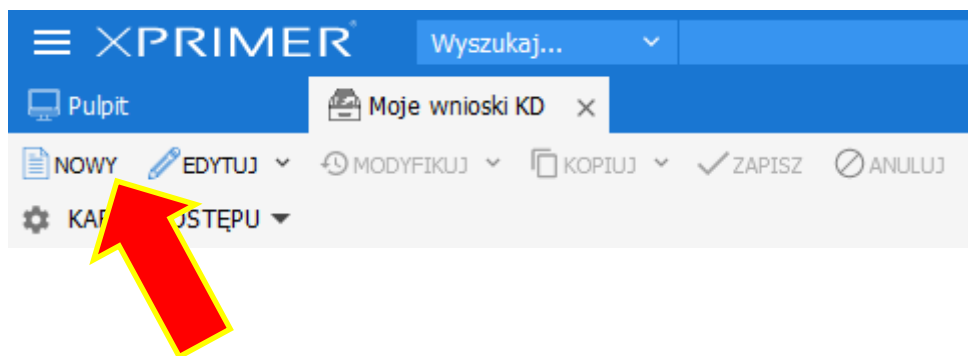 XPRIMER® Wyszukaj...
Pulpit Moje wnioski KD
NOWY EDYTUJ MODYFIKUJ KOPIUJ ZAPISZ ANULUJ